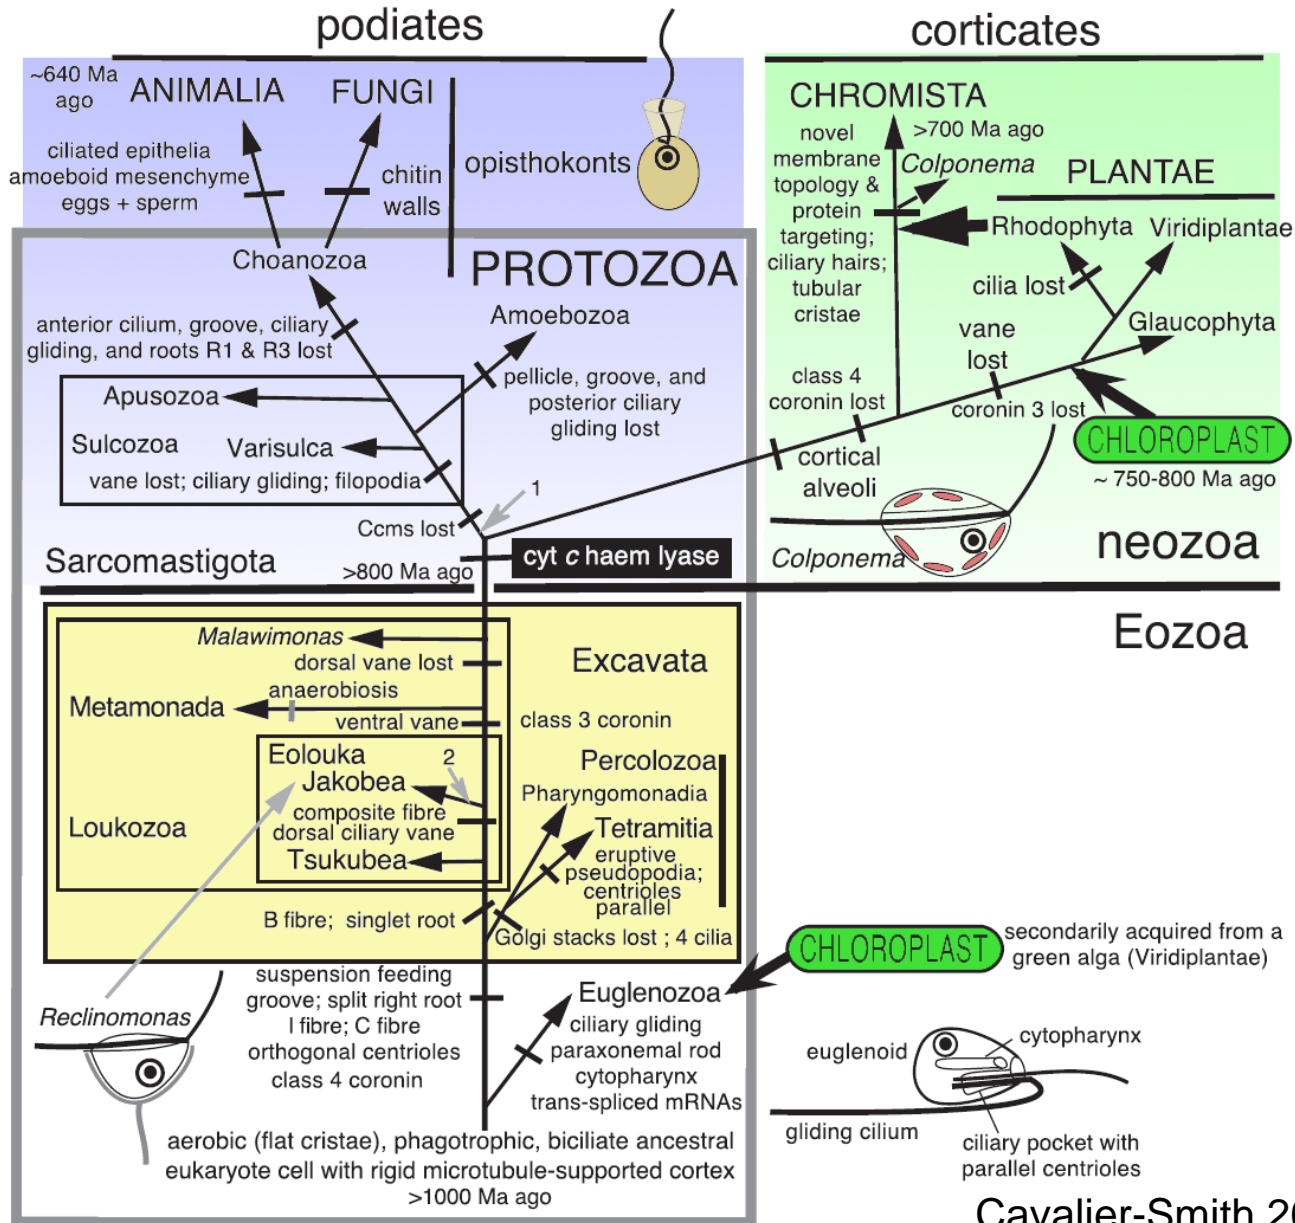 podiates
corticates
~640 Ma
ago
ANIMALIA
FUNGI
ciliated epithelia
amoeboid mesenchyme
eggs + sperm
chitin
walls
opisthokonts
CHROMISTA
>700 Ma ago
novel
membrane
topology &
protein
targeting;
ciliary hairs;
tubular
cristae
Colponema
PLANTAE
Rhodophyta
Viridiplantae
cilia lost
Glaucophyta
vane
lost
class 4
coronin lost
coronin 3 lost
CHLOROPLAST
~ 750-800 Ma ago
cortical
alveoli
Colponema
neozoa
Choanozoa
PROTOZOA
anterior cilium, groove, ciliary
gliding, and roots R1 & R3 lost
Amoebozoa
pellicle, groove, and
posterior ciliary
gliding lost
Apusozoa
Sulcozoa
Varisulca
vane lost; ciliary gliding; filopodia
1
Ccms lost
Sarcomastigota
>800 Ma ago
cyt c haem lyase
Eozoa
Malawimonas
dorsal vane lost
Excavata
anaerobiosis
Metamonada
ventral vane
class 3 coronin
Eolouka
2
Jakobea
composite fibre
dorsal ciliary vane
Loukozoa
Tsukubea
Percolozoa
Pharyngomonadia
Tetramitia
eruptive
pseudopodia;
centrioles
parallel
B fibre; singlet root
Golgi stacks lost ; 4 cilia
CHLOROPLAST
secondarily acquired from a
green alga (Viridiplantae)
suspension feeding
groove; split right root
I fibre; C fibre
orthogonal centrioles
class 4 coronin
Reclinomonas
Euglenozoa
ciliary gliding
paraxonemal rod
cytopharynx
trans-spliced mRNAs
euglenoid
cytopharynx
gliding cilium
ciliary pocket with
parallel centrioles
aerobic (flat cristae), phagotrophic, biciliate ancestral
eukaryote cell with rigid microtubule-supported cortex
>1000 Ma ago
Cavalier-Smith